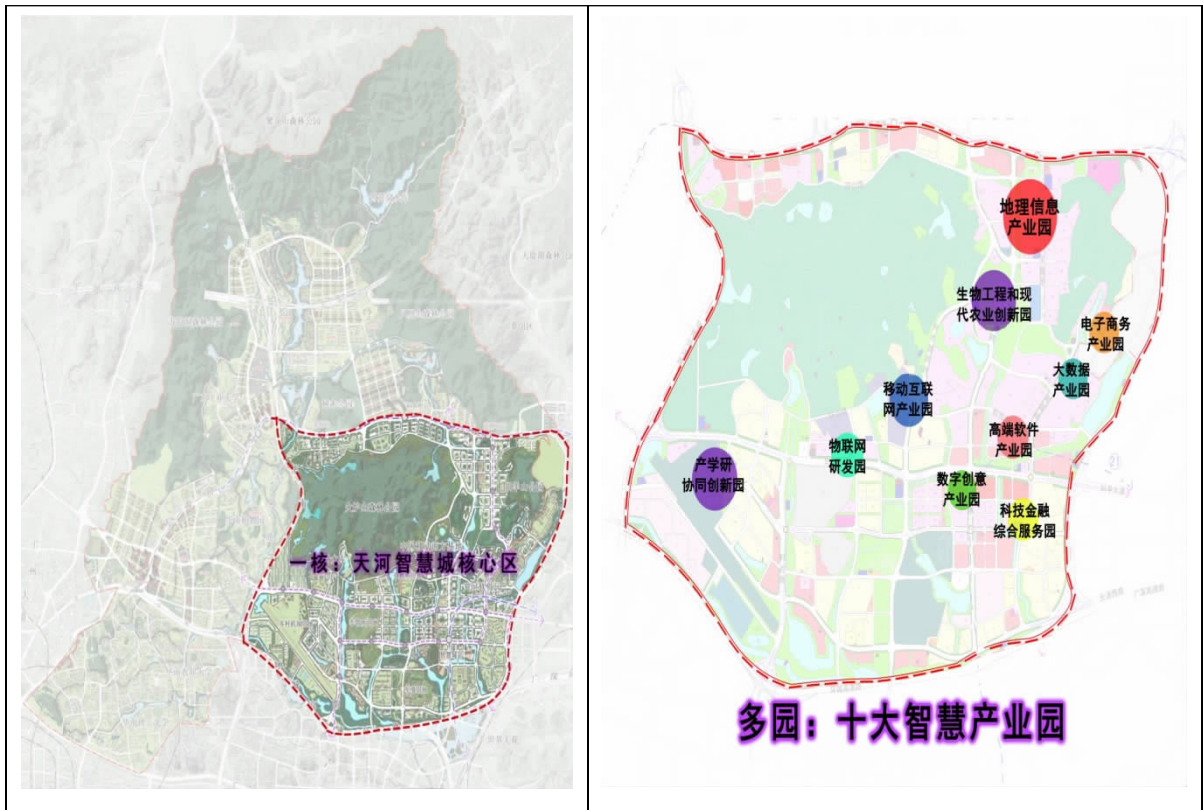 一核：天河智慧城核心区
地理信息
产业园
生物工程和现
代农业创新园
电子商务
产业园
大数据
产业园
移动互联
网产业园
高端软件
产业园
物联网
研发园
产学研
协同创新园
数字创意
产业园
科技金融
综合服务园
多园：十大智慧产业园